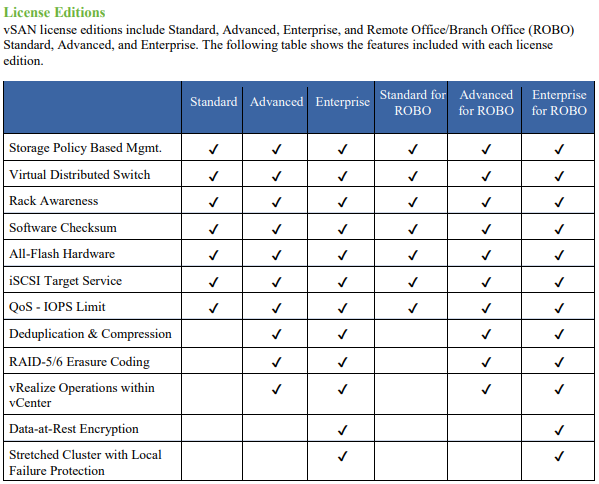 License Editions
vSAN license editions include Standard, Advanced, Enterprise, and Remote Office/Branch Office (ROBO)
Standard, Advanced, and Enterprise. The following table shows the features included with each license
edition.
Standard Advanced Enterprise Standard for ROBO Advanced for ROBO Enterprise for ROBO
Storage Policy Based Mgmt. ✓ ✓ ✓ ✓ ✓ ✓
Virtual Distributed Switch ✓ ✓ ✓ ✓ ✓ ✓
Rack Awareness ✓ ✓ ✓ ✓ ✓ ✓
Software Checksum ✓ ✓ ✓ ✓ ✓ ✓
All-Flash Hardware ✓ ✓ ✓ ✓ ✓ ✓
iSCSI Target Service ✓ ✓ ✓ ✓ ✓ ✓
QoS - IOPS Limit ✓ ✓ ✓ ✓ ✓ ✓
Deduplication & Compression ✓ ✓ ✓ ✓
RAID-5/6 Erasure Coding ✓ ✓ ✓ ✓
vRealize Operations within
vCenter ✓ ✓ ✓ ✓
Data-at-Rest Encryption ✓ ✓
Stretched Cluster with Local
Failure Protection ✓ ✓